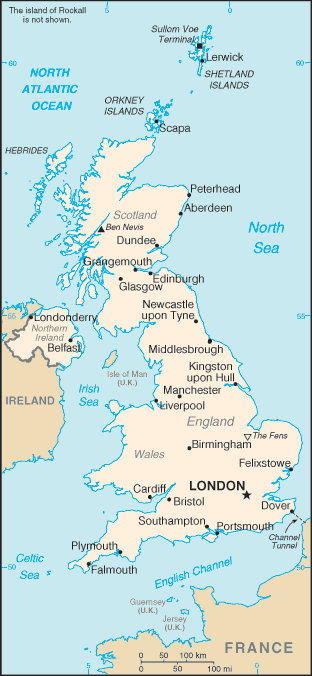 The island of Rockall
is not shown.
5
0
Sullom Voe
Terminal
Lerwick
60
60
NORTH
ATLANTIC
OCEAN
SHETLAND
ISLANDS
ORKNEY
ISLANDS
Scapa
HEBRIDES
Peterhead
Scotland
Aberdeen
Ben Nevis
North
Sea
Dundee
Grangemouth
Edinburgh
Glasgow
Newcastle
upon Tyne
55
Londonderry
55
Northern
Ireland
Belfast
Middlesbrough
Isle of Man
(U.K.)
Kingston
upon Hull
Irish
Sea
Manchester
IRELAND
Liverpool
England
The Fens
Birmingham
Wales
Felixstowe
Cardiff
LONDON
Bristol
Dover
Southampton
Portsmouth
Channel
Tunnel
Plymouth
Celtic
Sea
Falmouth
50
50
English Channel
Guernsey
(U.K.)
Jersey
(U.K.)
FRANCE
0 50 100 km
0 50 100 mi
5
0